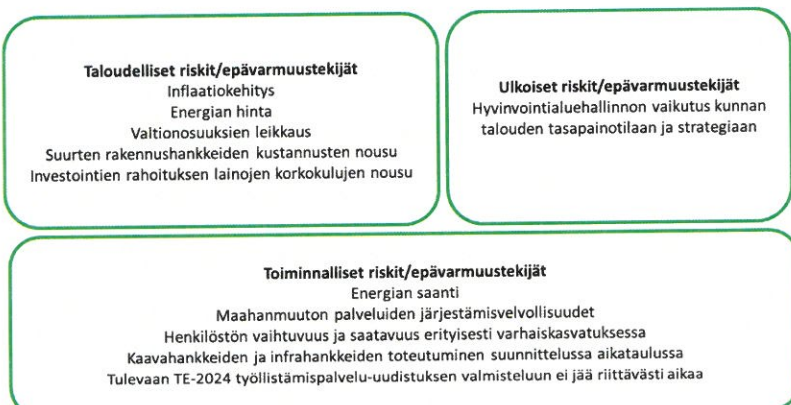 Taloudelliset riskit/epävarmuustekijät
Inflaatiokehitys
Energian hinta
Valtionosuuksien leikkaus
Suurten rakennushankkeiden kustannusten nousu
Investointien rahoituksen lainojen korkokulujen nousu
Ulkoiset riskit/epävarmuustekijät
Hyvinvointialuehallinnon vaikutus kunnan
talouden tasapainotilaan ja strategiaan
Toiminnalliset riskit/epävarmuustekijät
Energian saanti
Maahanmuuton palveluiden järjestämisvelvollisuudet
Henkilöstön vaihtuvuus ja saatavuus erityisesti varhaiskasvatuksessa
Kaavahankkeiden ja infrahankkeiden toteutuminen suunnittelussa aikataulussa
Tulevaan TE-2024 työllistämispalvelu-uudistuksen valmisteluun ei jää riittävästi aikaa